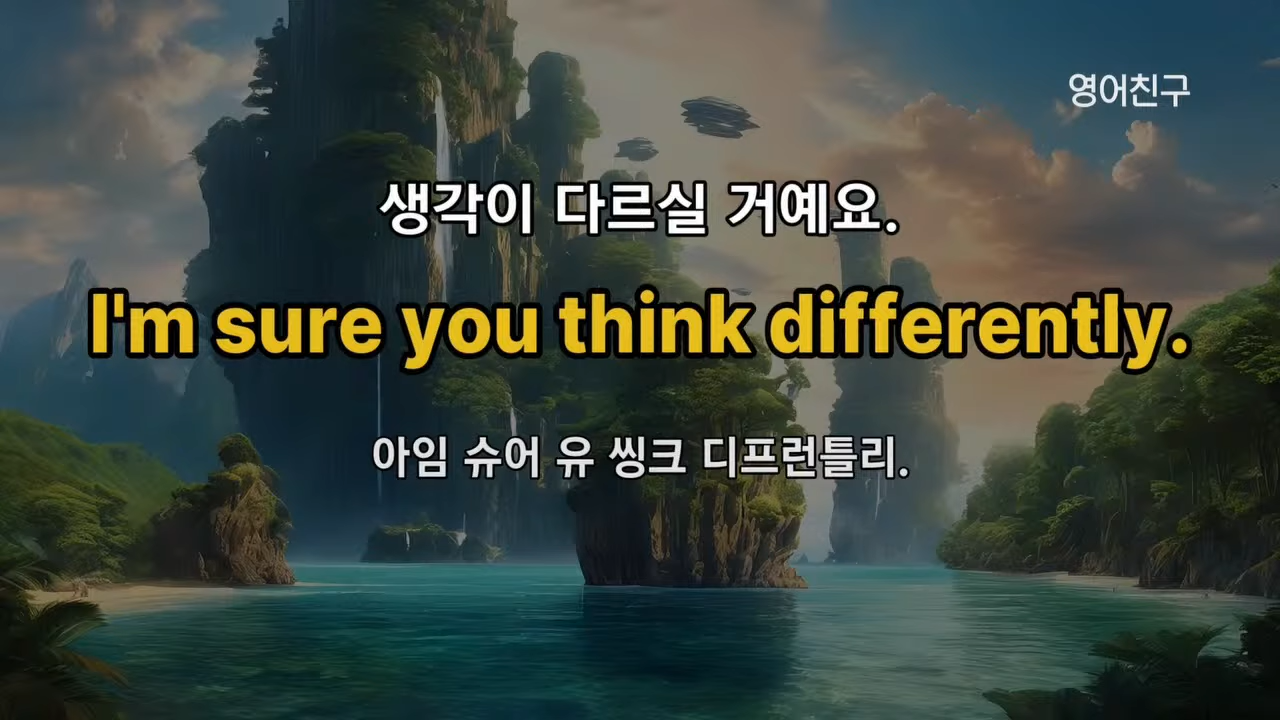 영어친구
생각이 다르실 거예요.
I'm sure you think differently.
아임 슈어 유 씽크 디프런틀리.